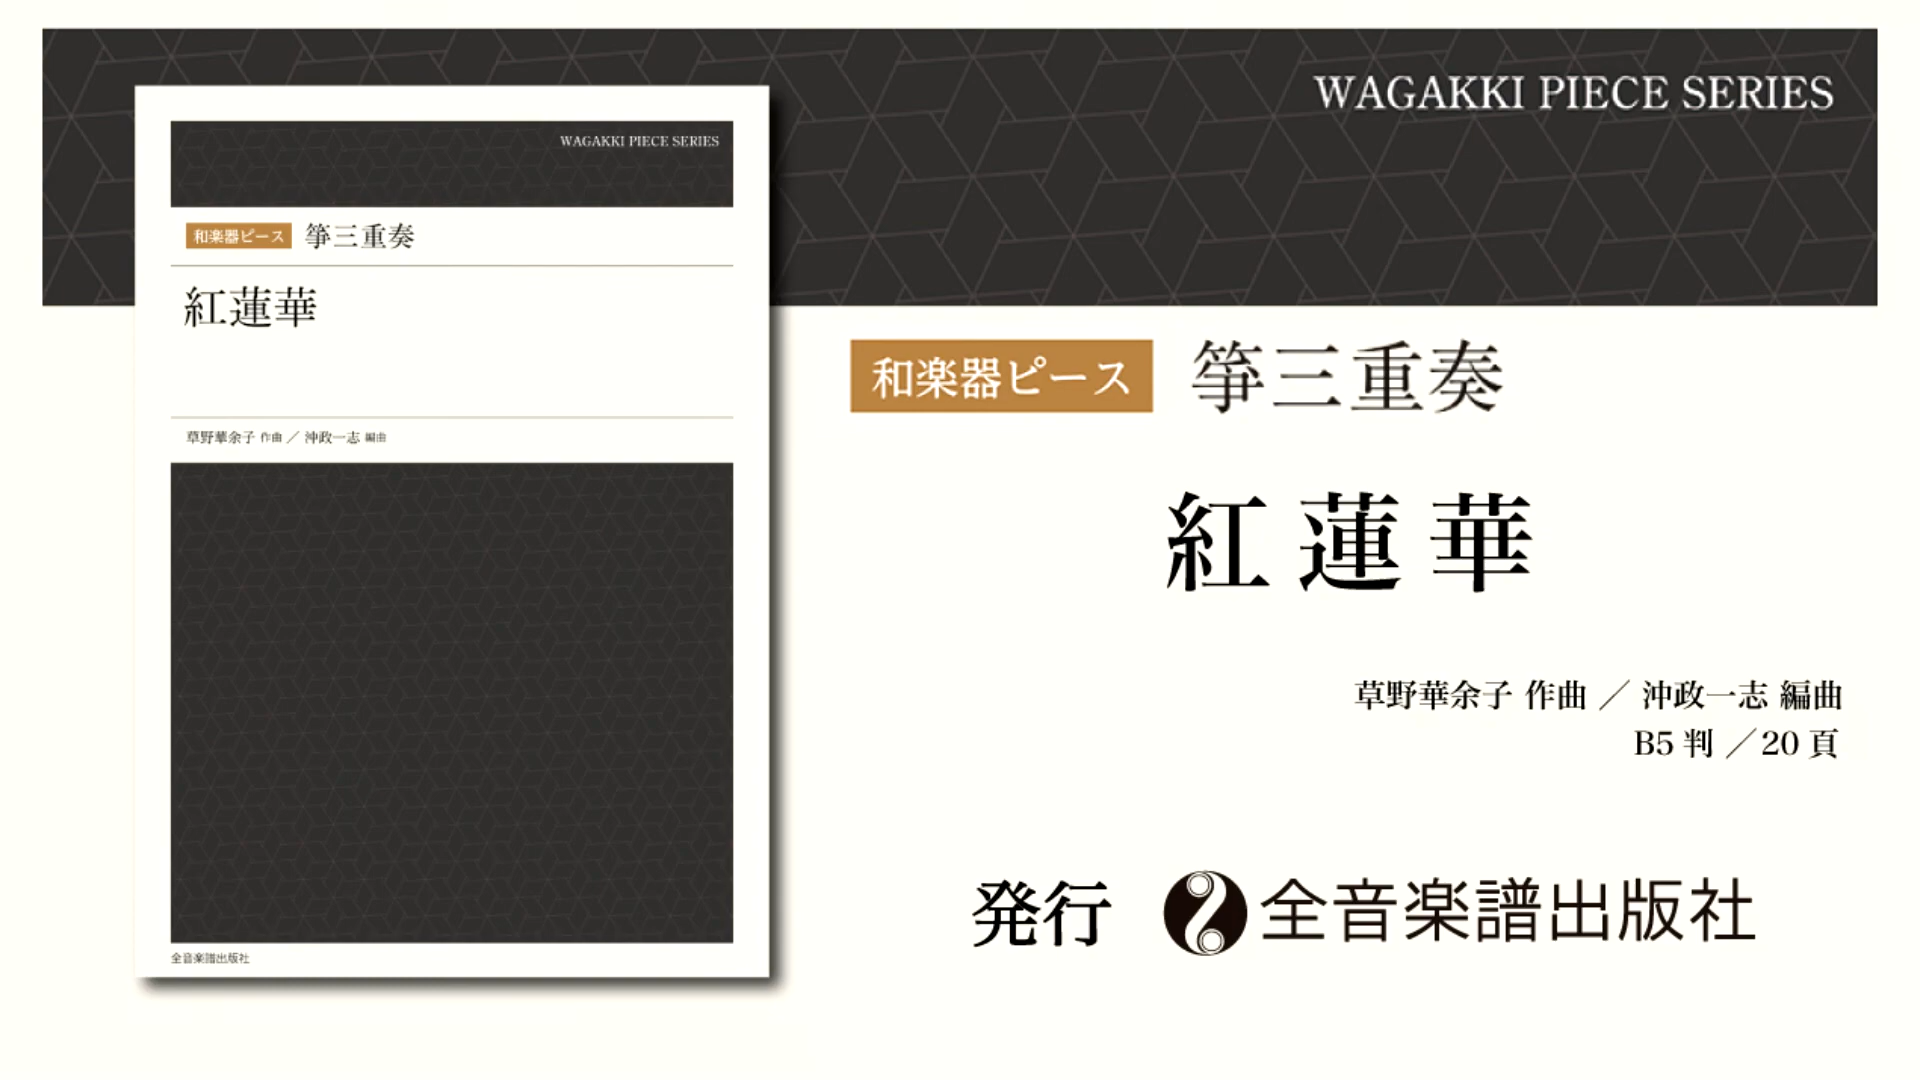 WAGAKKI PIECE SERIES
和楽器ピース 箏三重奏
紅蓮華
草野華余子 作曲 ／ 沖政一志 編曲
全音楽譜出版社
WAGAKKI PIECE SERIES
和楽器ピース 箏三重奏
紅蓮華
草野華余子 作曲 ／ 沖政一志 編曲
B5 判 ／20 頁
発行 全音楽譜出版社